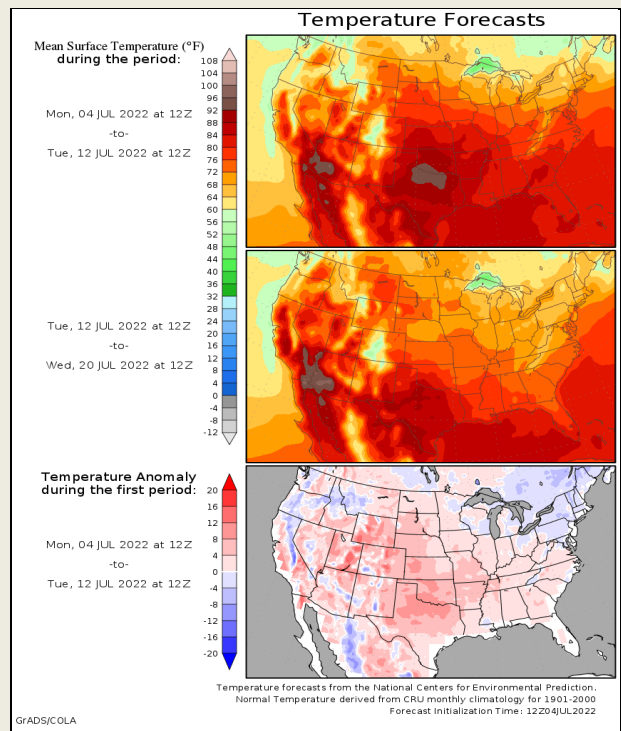 Temperature Forecasts
Mean Surface Temperature (°F)
during the period:
108
104
100
96
92
88
84
80
76
72
68
64
60
56
52
48
44
40
36
32
28
24
20
16
12
8
4
0
-4
-8
-12
Mon, 04 JUL 2022 at 12Z
-to-
Tue, 12 JUL 2022 at 12Z
Tue, 12 JUL 2022 at 12Z
-to-
Wed, 20 JUL 2022 at 12Z
Temperature Anomaly
during the first period:
20
16
12
8
4
0
-4
-8
-12
-16
-20
Mon, 04 JUL 2022 at 12Z
-to-
Tue, 12 JUL 2022 at 12Z
Temperature forecasts from the National Centers for Environmental Prediction.
Normal Temperature derived from CRU monthly climatology for 1901-2000
Forecast Initialization Time: 12Z04JUL2022
GrADS/COLA